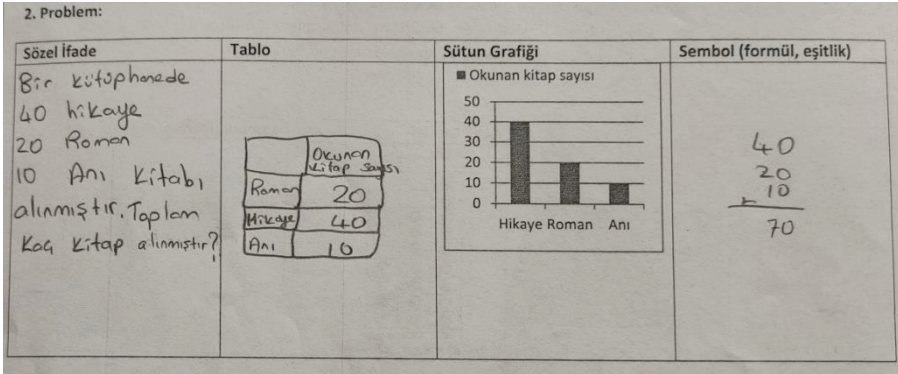 2. Problem:
Sözel İfade
Bir kütüphanede
40 hikaye
20 Roman
10 Anı kitabı
alınmıştır. Toplam
Kaç kitap alınmıştır?
Tablo
Okunan
kitap sayısı
Roman 20
Hikaye 40
Anı 10
Sütun Grafiği
Okunan kitap sayısı
50
40
30
20
10
0
Hikaye Roman Anı
Sembol (formül, eşitlik)
40
20
10
+
70